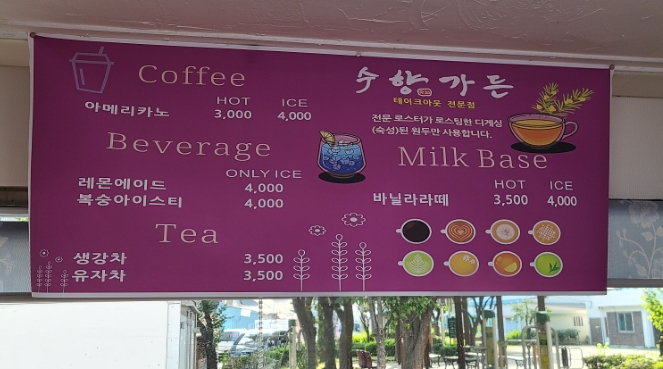 Coffee
HOT ICE
아메리카노 3,000 4,000
Beverage
ONLY ICE
레몬에이드 4,000
복숭아이스티 4,000
Tea
생강차 3,500
유자차 3,500
수향가든
테이크아웃 전문점
전문 로스터가 로스팅한 디게싱
(숙성)된 원두만 사용합니다.
Milk Base
HOT ICE
바닐라라떼 3,500 4,000